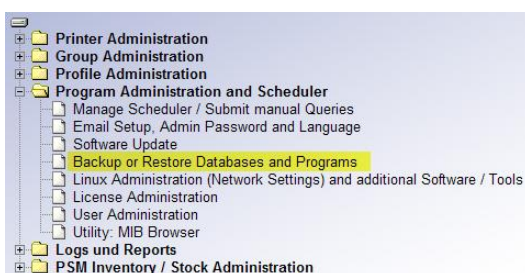 Printer Administration
Group Administration
Profile Administration
Program Administration and Scheduler
Manage Scheduler / Submit manual Queries
Email Setup, Admin Password and Language
Software Update
Backup or Restore Databases and Programs
Linux Administration (Network Settings) and additional Software / Tools
License Administration
User Administration
Utility: MIB Browser
Logs und Reports
PSM Inventory / Stock Administration